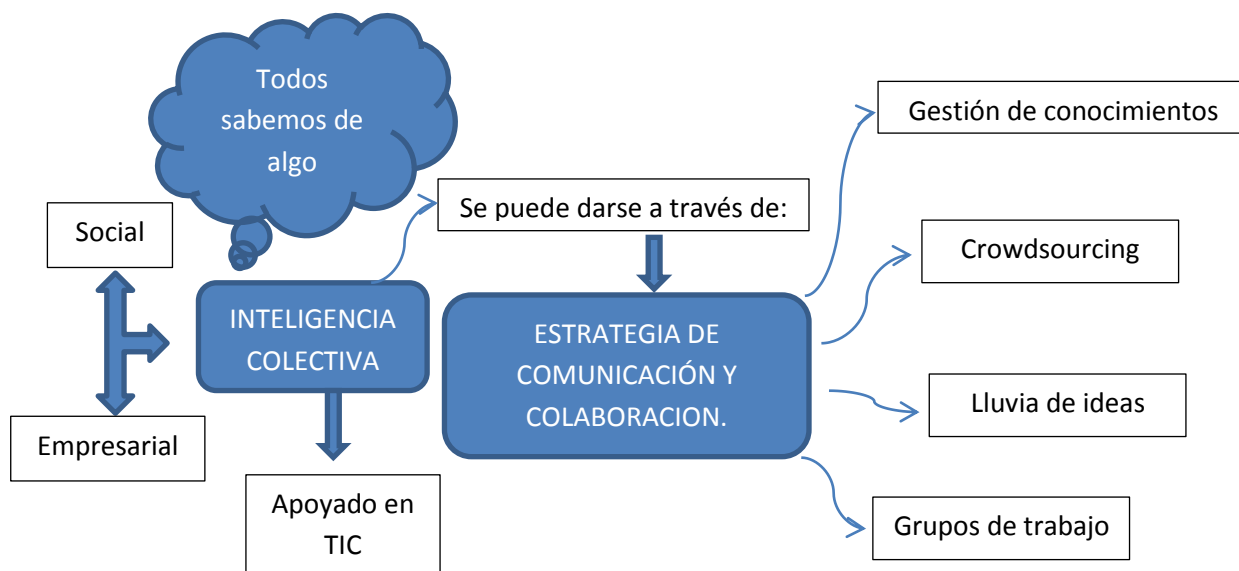 Todos
sabemos de
algo
Gestión de conocimientos
Se puede darse a través de:
Social
Crowdsourcing
INTELIGENCIA
COLECTIVA
ESTRATEGIA DE
COMUNICACIÓN Y
COLABORACION.
Lluvia de ideas
Empresarial
Apoyado en
TIC
Grupos de trabajo